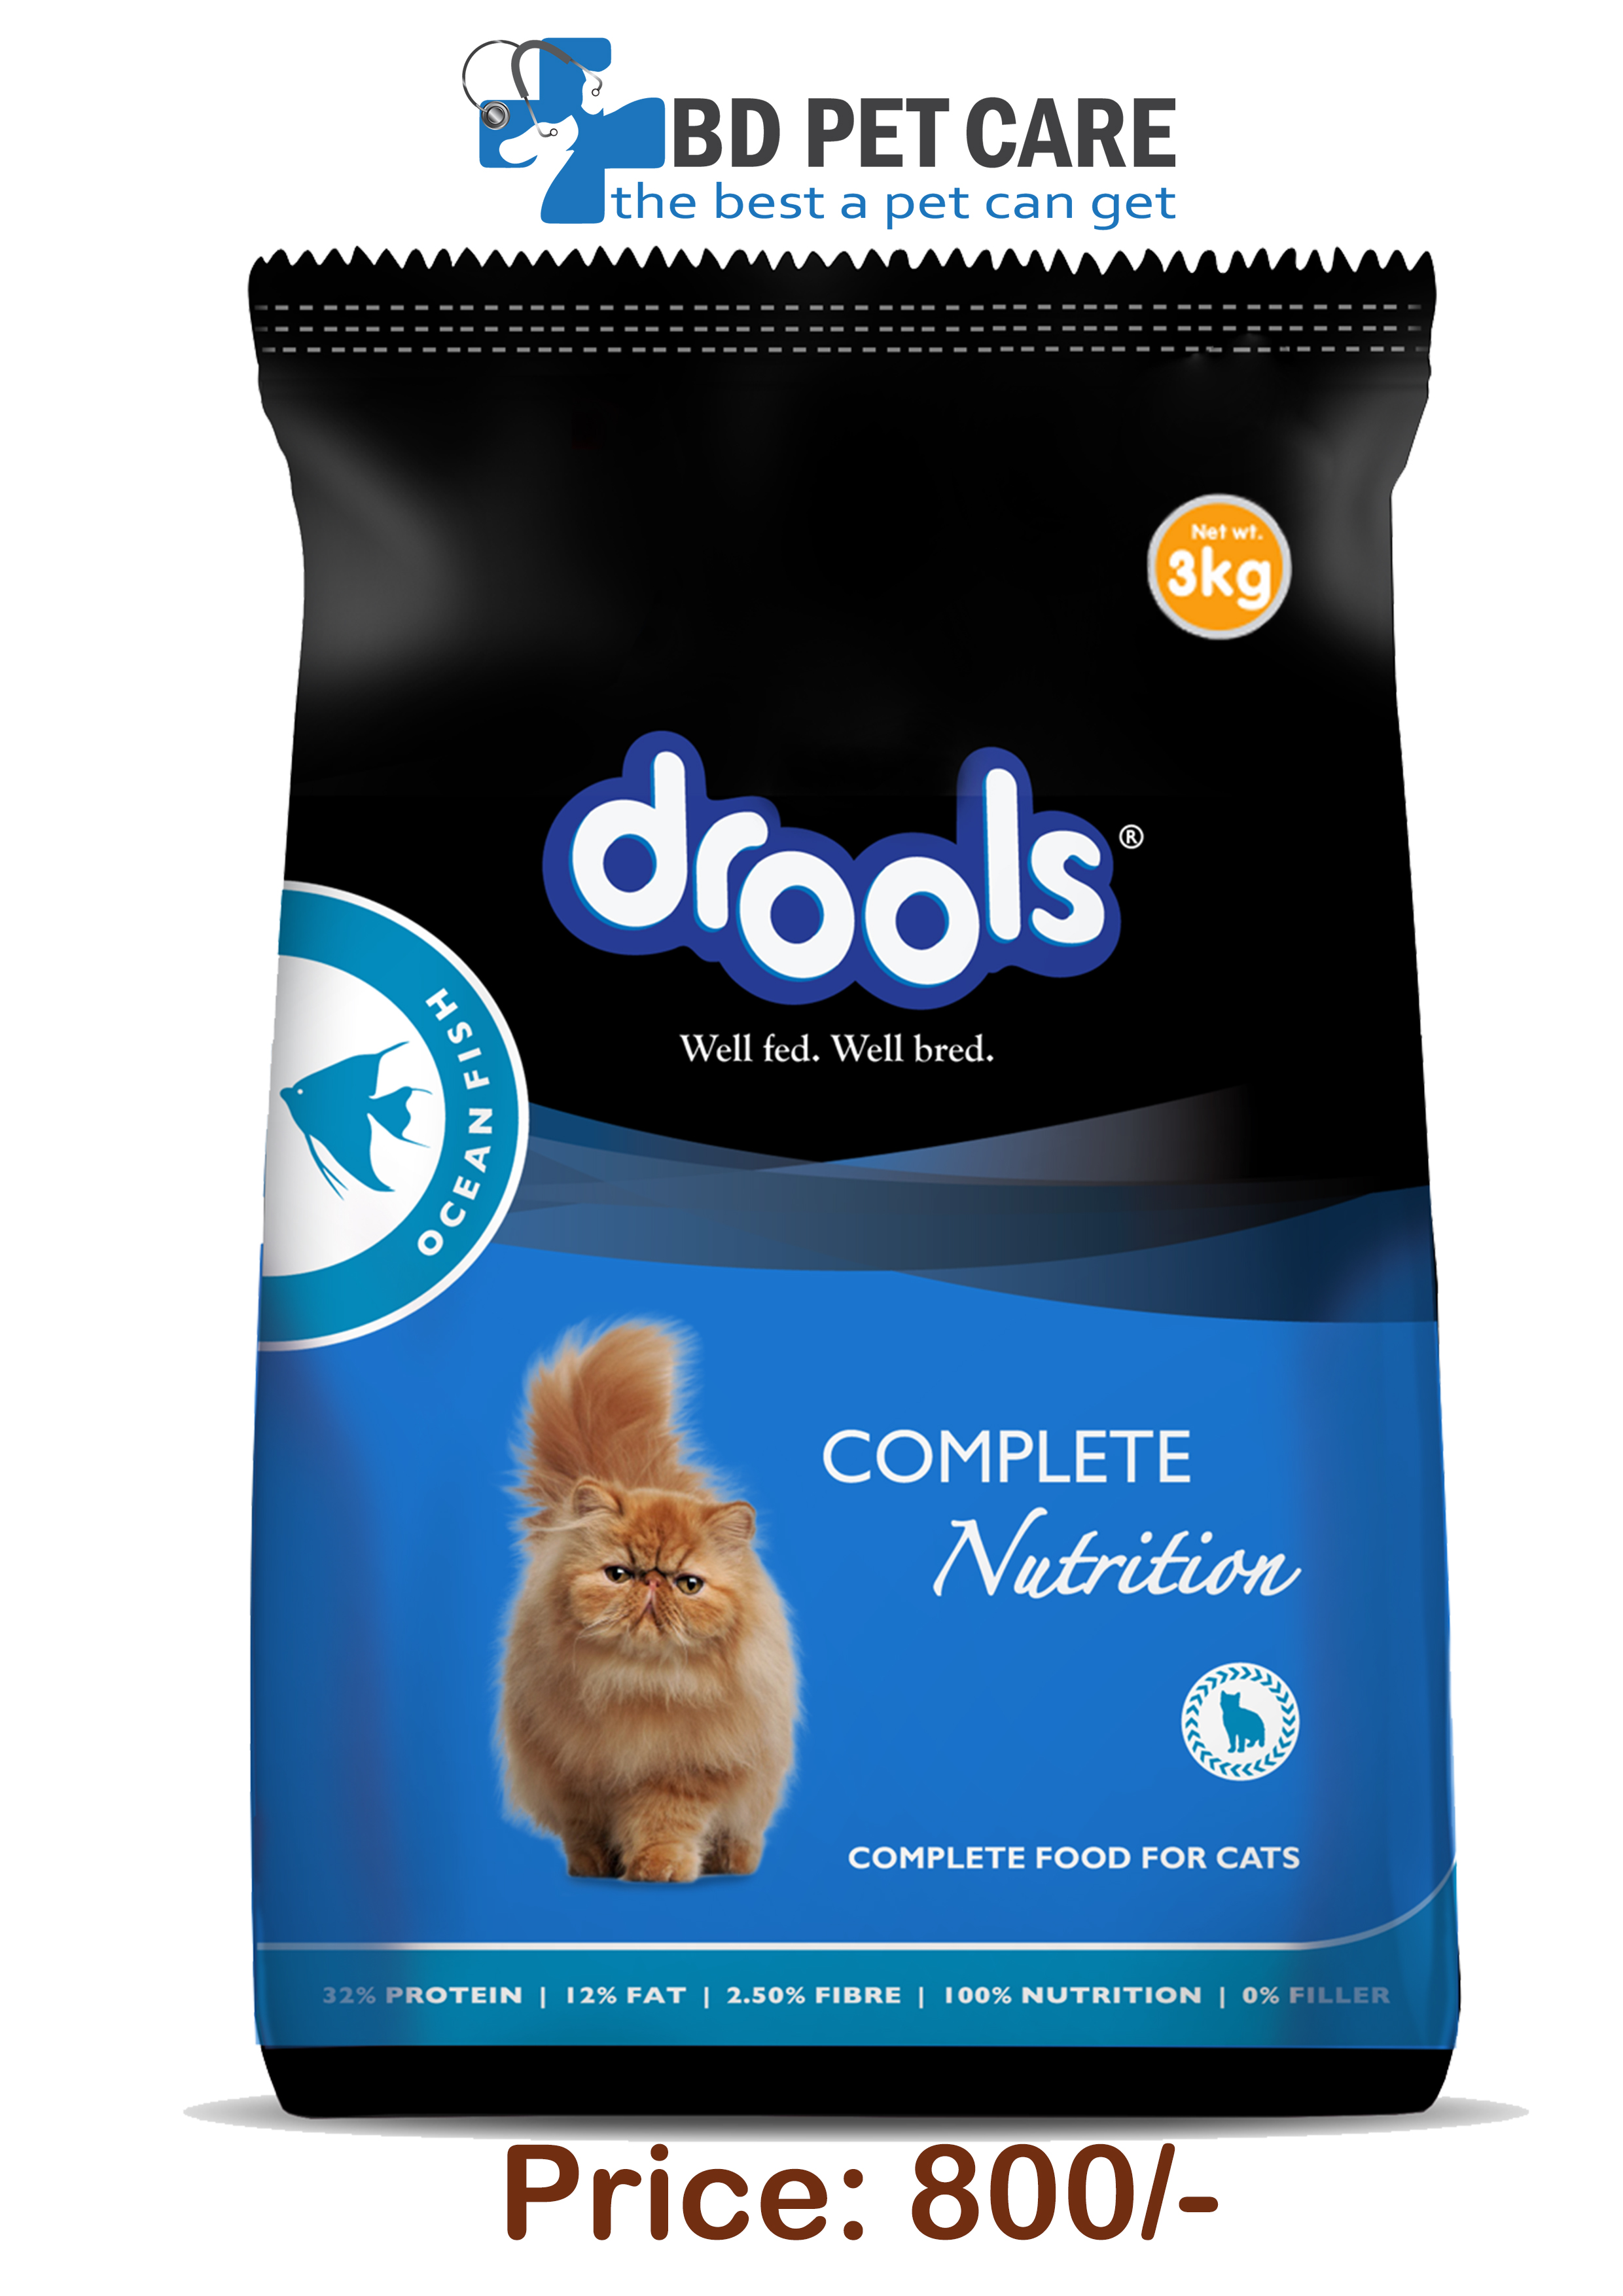 BD PET CARE
the best a pet can get
Net wt.
3kg
drools®
Well fed. Well bred.
OCEAN FISH
COMPLETE
Nutrition
COMPLETE FOOD FOR CATS
32% PROTEIN | 12% FAT | 2.50% FIBRE | 100% NUTRITION | 0% FILLER
Price: 800/-